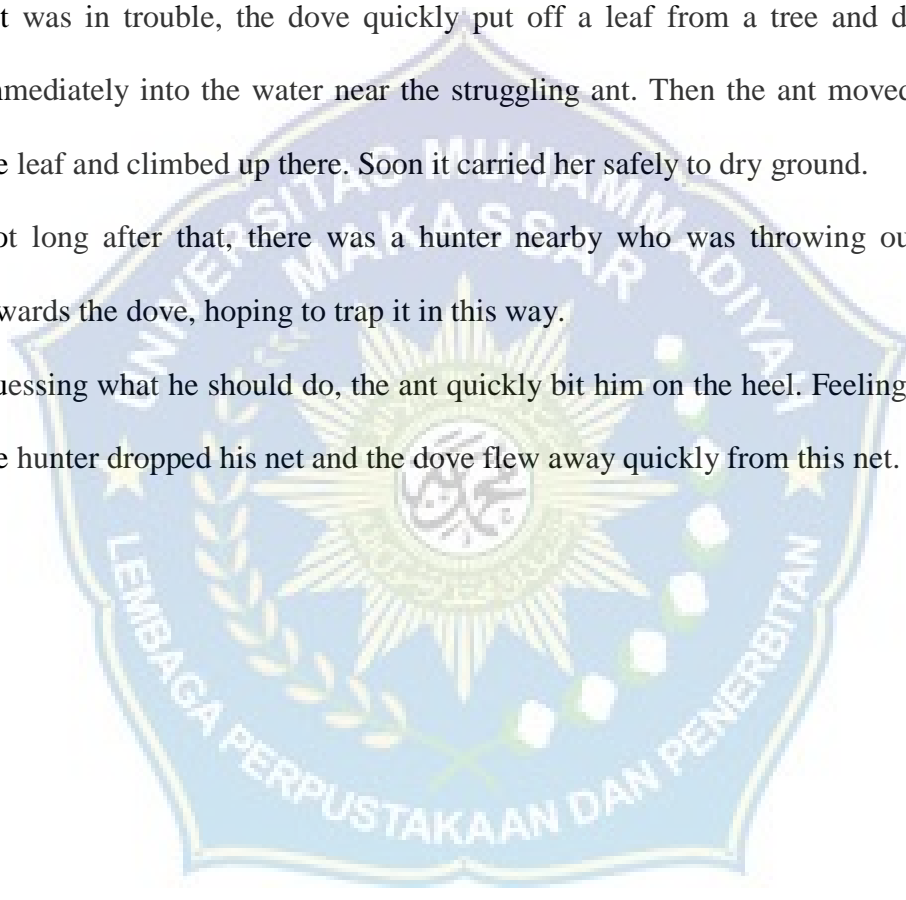 t was in trouble, the dove quickly put off a leaf from a tree and d
mmediately into the water near the struggling ant. Then the ant moved
e leaf and climbed up there. Soon it carried her safely to dry ground.
ot long after that, there was a hunter nearby who was throwing ou
wards the dove, hoping to trap it in this way.
uessing what he should do, the ant quickly bit him on the heel. Feeling
e hunter dropped his net and the dove flew away quickly from this net.
UNIVERSITAS MUHAMMADIYAH
MAKASSAR
LEMBAGA PERPUSTAKAAN DAN PENERBITAN